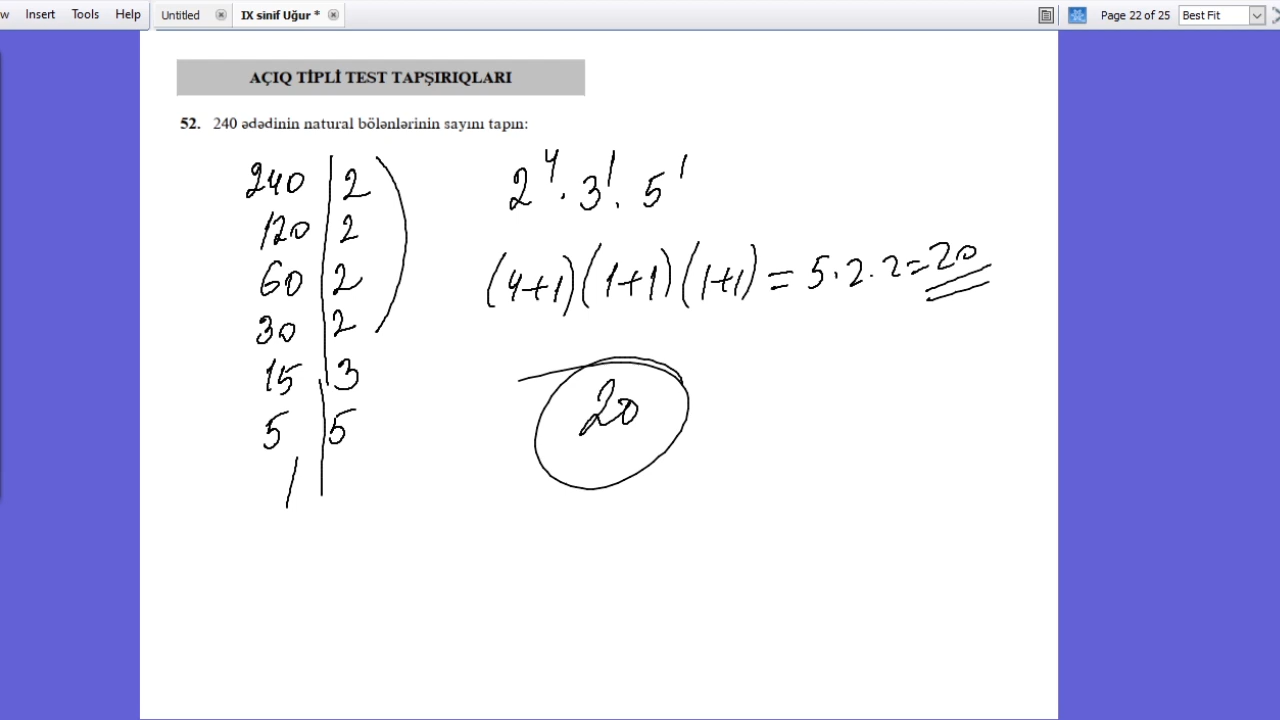 w Insert Tools Help
Untitled IX sinif Uğur * Page 22 of 25 Best Fit
AÇIQ TİPLİ TEST TAPŞIRIQLARI
52. 240 ədədinin natural bölənlərinin sayını tapın:
240 | 2
120 | 2
60 | 2
30 | 2
15 | 3
5 | 5
1
2⁴ · 3¹ · 5¹
(4+1)(1+1)(1+1) = 5·2·2=20
20